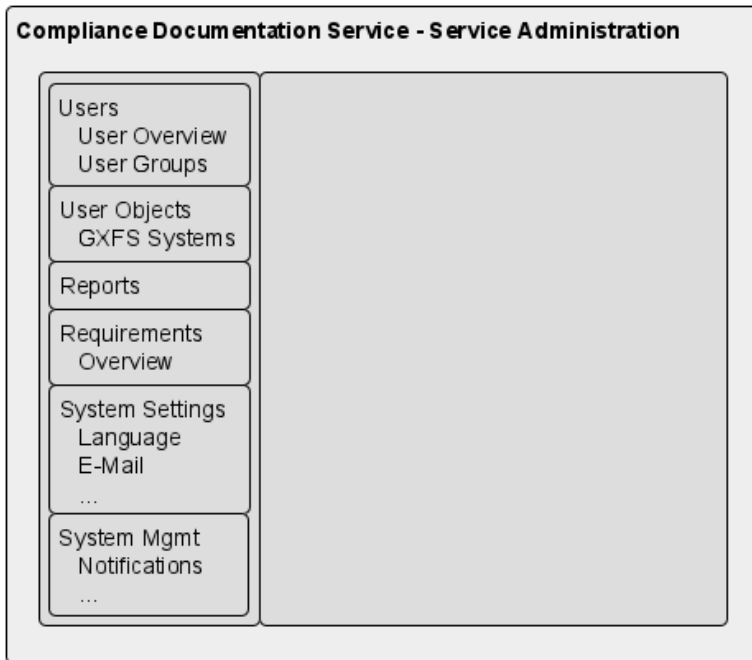 Compliance Documentation Service - Service Administration
Users
User Overview
User Groups
User Objects
GXFS Systems
Reports
Requirements
Overview
System Settings
Language
E-Mail
...
System Mgmt
Notifications
...